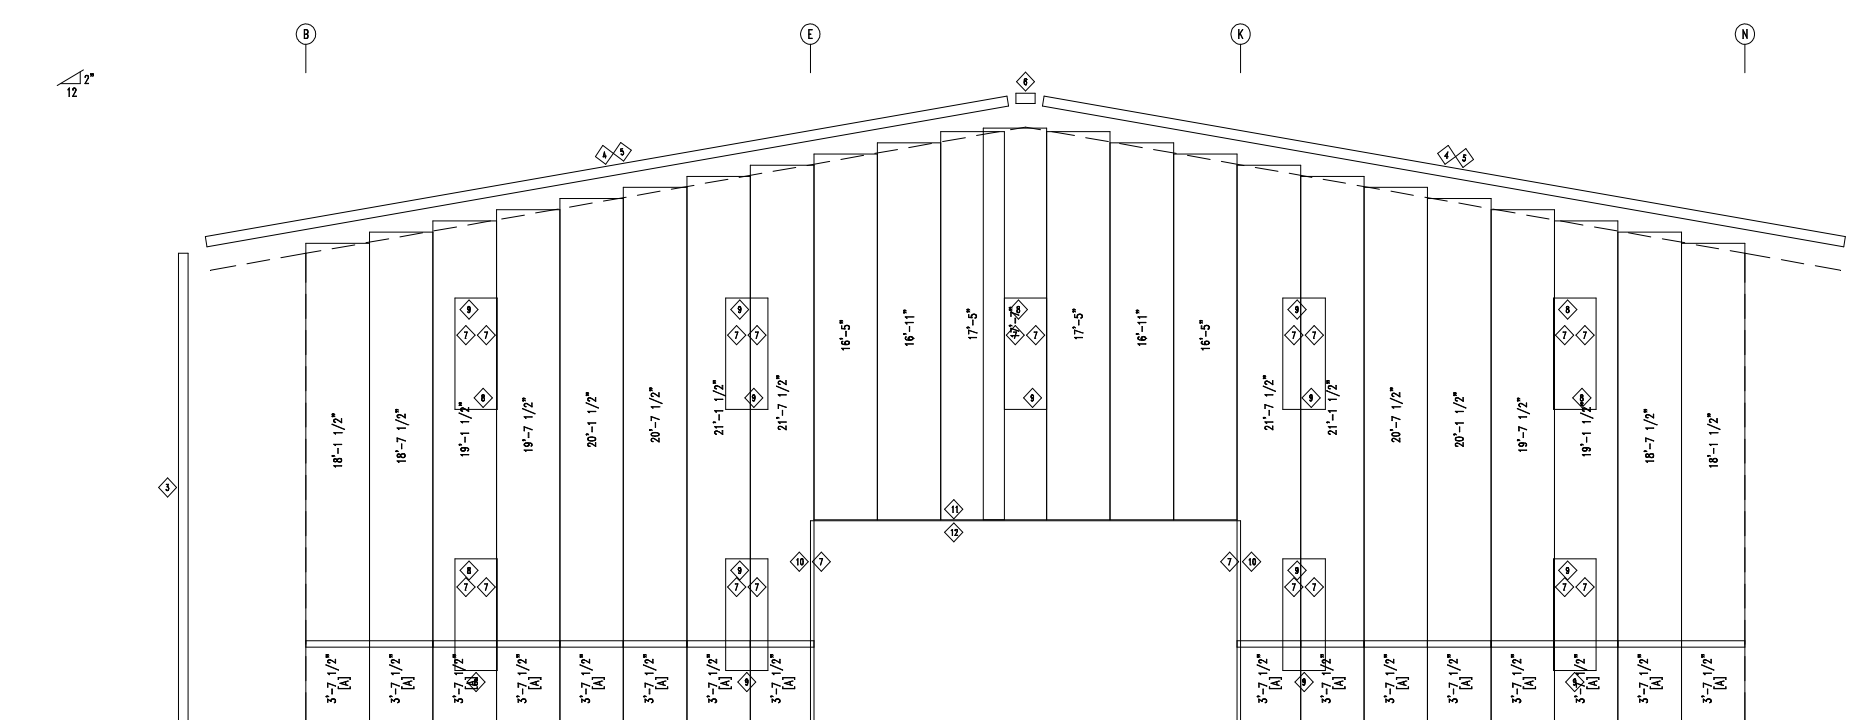 B E K N
2"
12
6
4 5 4 5
9 9 8 9 8
7 7 7 7 7 7 7 7 7
16'-5" 16'-11" 17'-5" 17'-5" 16'-11" 16'-5"
8 9 9 9 8
18'-1 1/2" 18'-7 1/2" 19'-1 1/2" 19'-7 1/2" 20'-1 1/2" 20'-7 1/2" 21'-1 1/2" 21'-7 1/2" 21'-7 1/2" 21'-1 1/2" 20'-7 1/2" 20'-1 1/2" 19'-7 1/2" 19'-1 1/2" 18'-7 1/2" 18'-1 1/2"
3
11
12
10 7 7 10
8 9 9 9
7 7 7 7 7 7 7 7
3'-7 1/2" 3'-7 1/2" 3'-7 1/2" 3'-7 1/2" 3'-7 1/2" 3'-7 1/2" 3'-7 1/2" 3'-7 1/2" 3'-7 1/2" 3'-7 1/2" 3'-7 1/2" 3'-7 1/2" 3'-7 1/2" 3'-7 1/2" 3'-7 1/2" 3'-7 1/2"
[A] [A] [A] [A] [A] [A] [A] [A] [A] [A] [A] [A] [A] [A] [A]
9 9 9